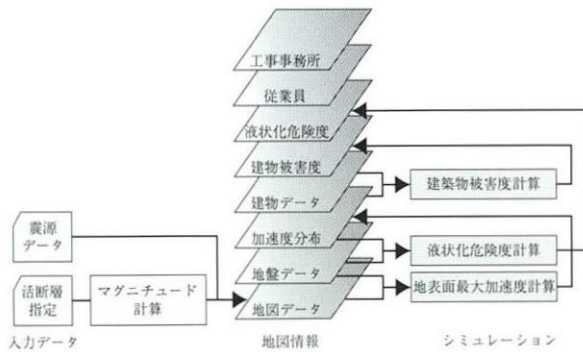 工事事務所
従業員
液状化危険度
建物被害度
建物データ
加速度分布
地盤データ
地図データ
震源
データ
活断層
指定
マグニチュード
計算
建築物被害度計算
液状化危険度計算
地表面最大加速度計算
入力データ
地図情報
シミュレーション